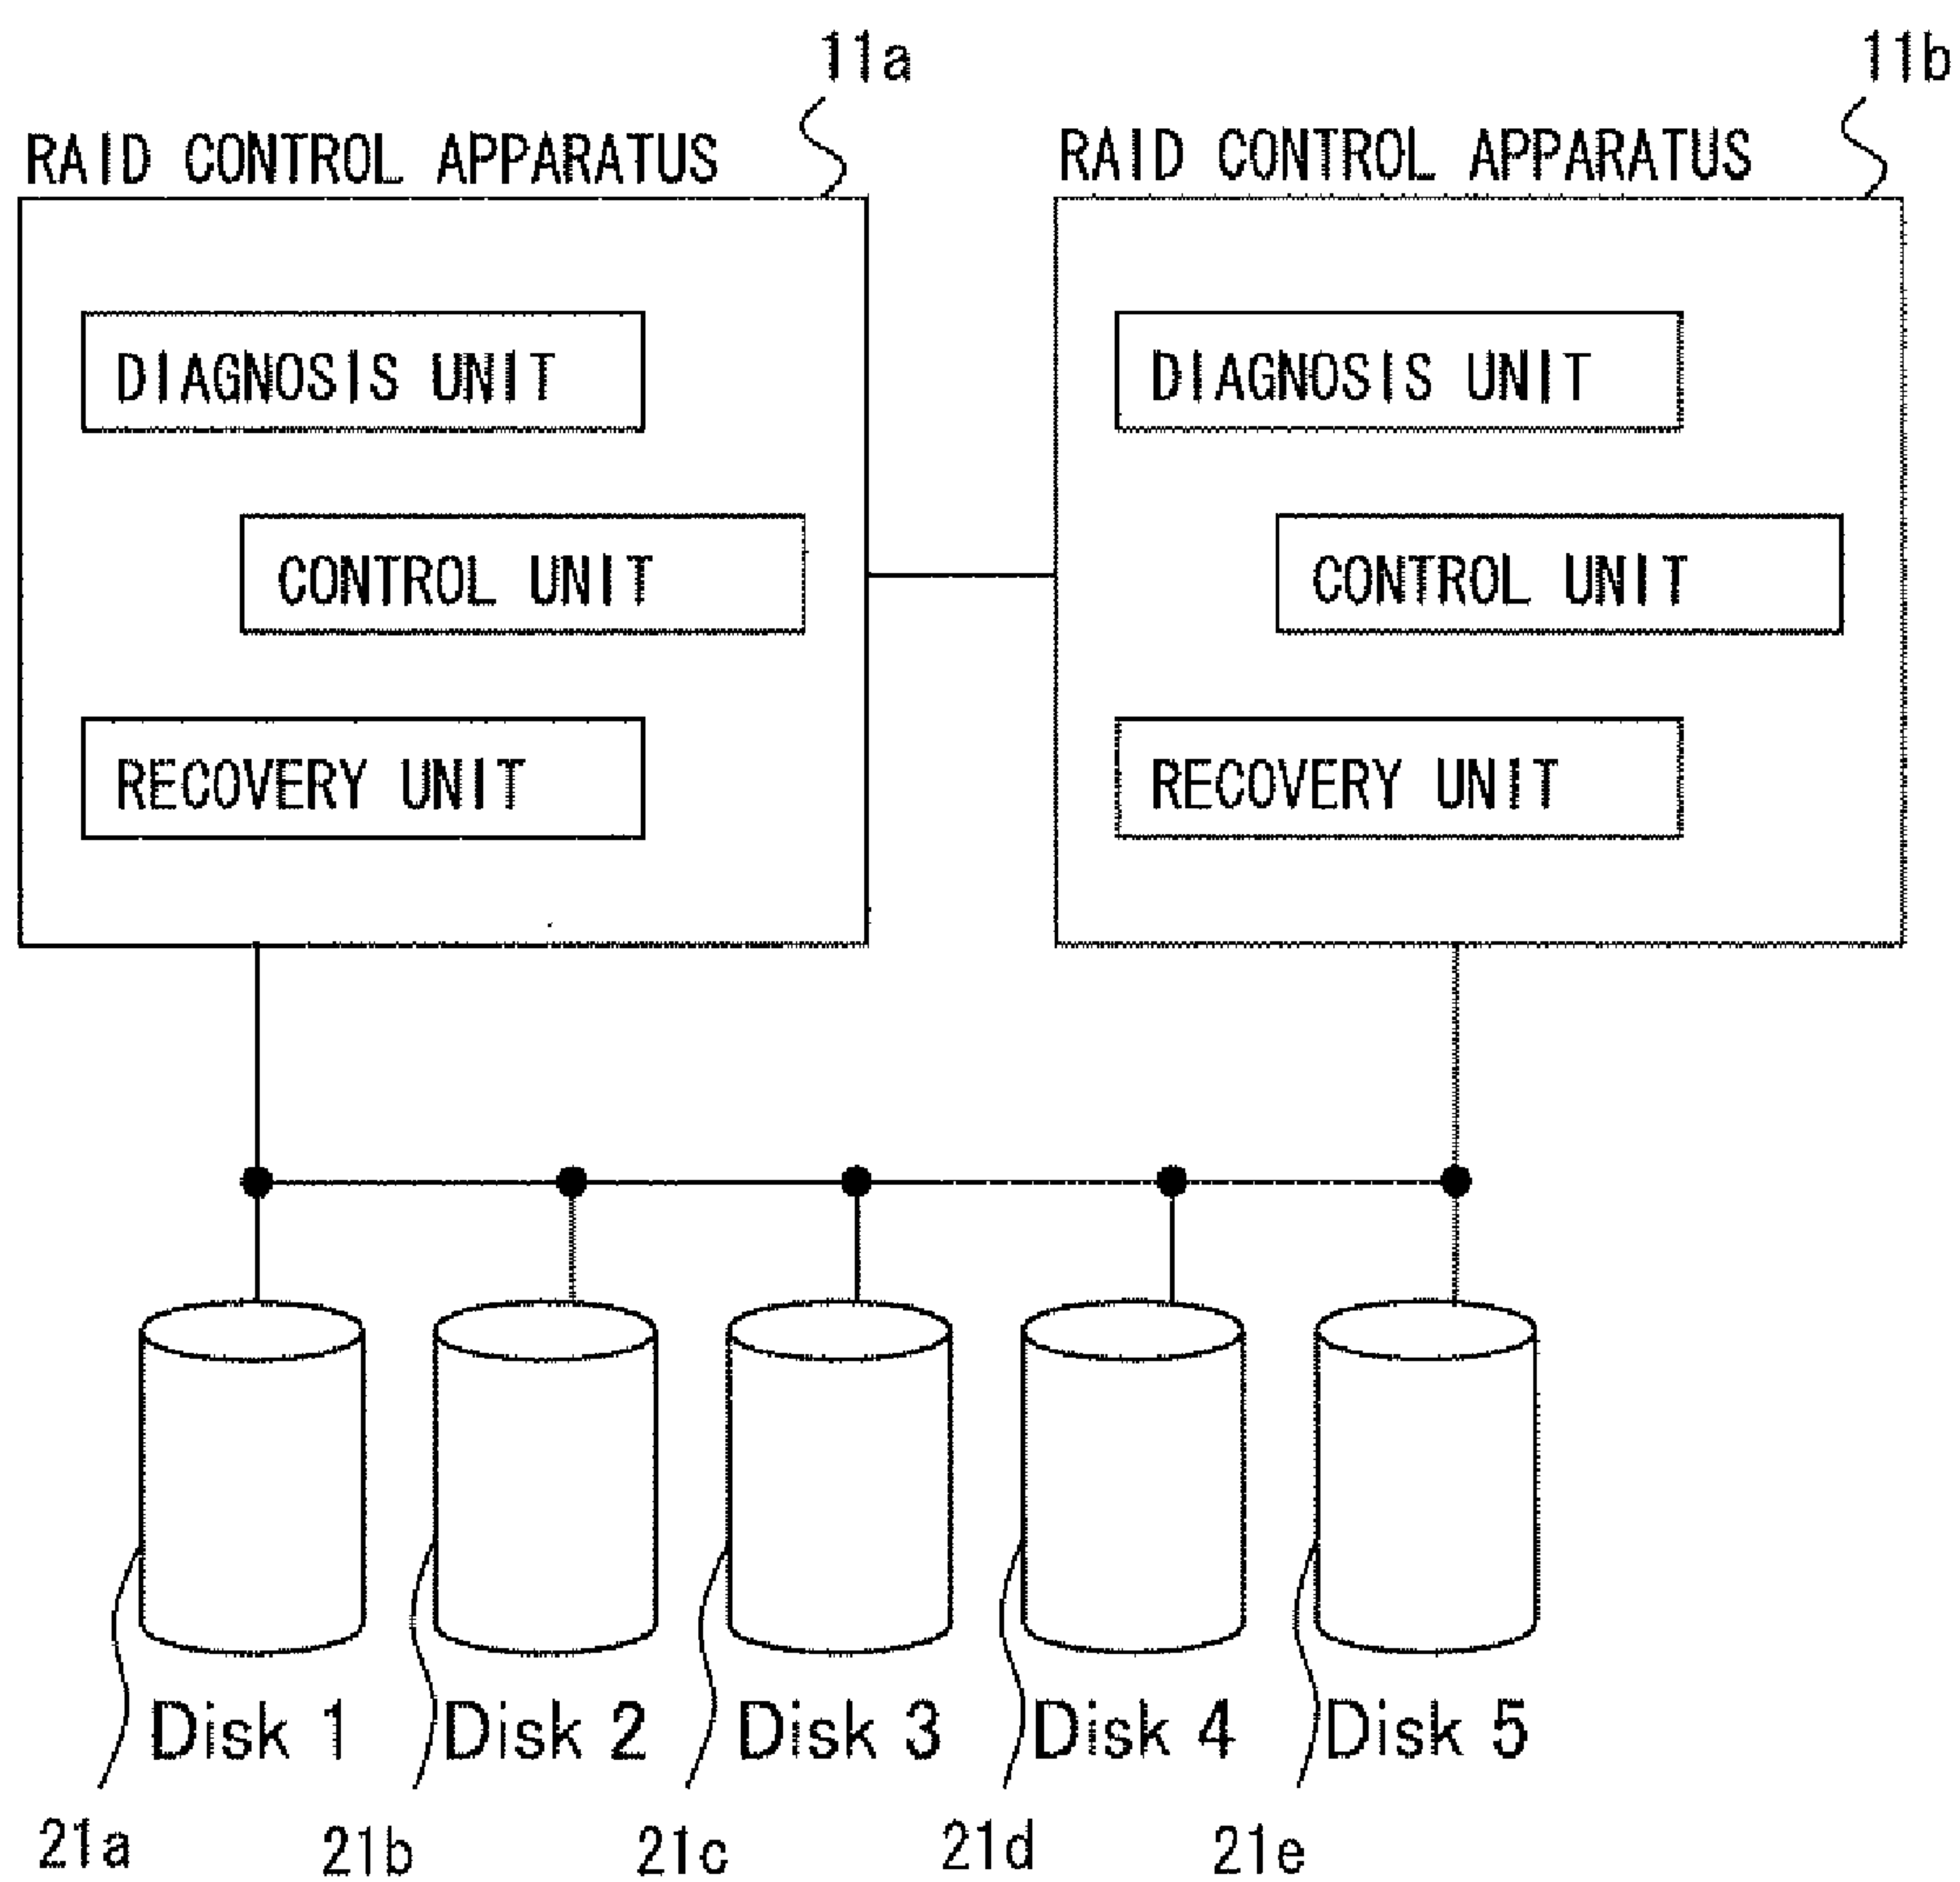 11a
11b
RAID CONTROL APPARATUS
RAID CONTROL APPARATUS
DIAGNOSIS UNIT
DIAGNOSIS UNIT
CONTROL UNIT
CONTROL UNIT
RECOVERY UNIT
RECOVERY UNIT
Disk 1
Disk 2
Disk 3
Disk 4
Disk 5
21a
21b
21c
21d
21e